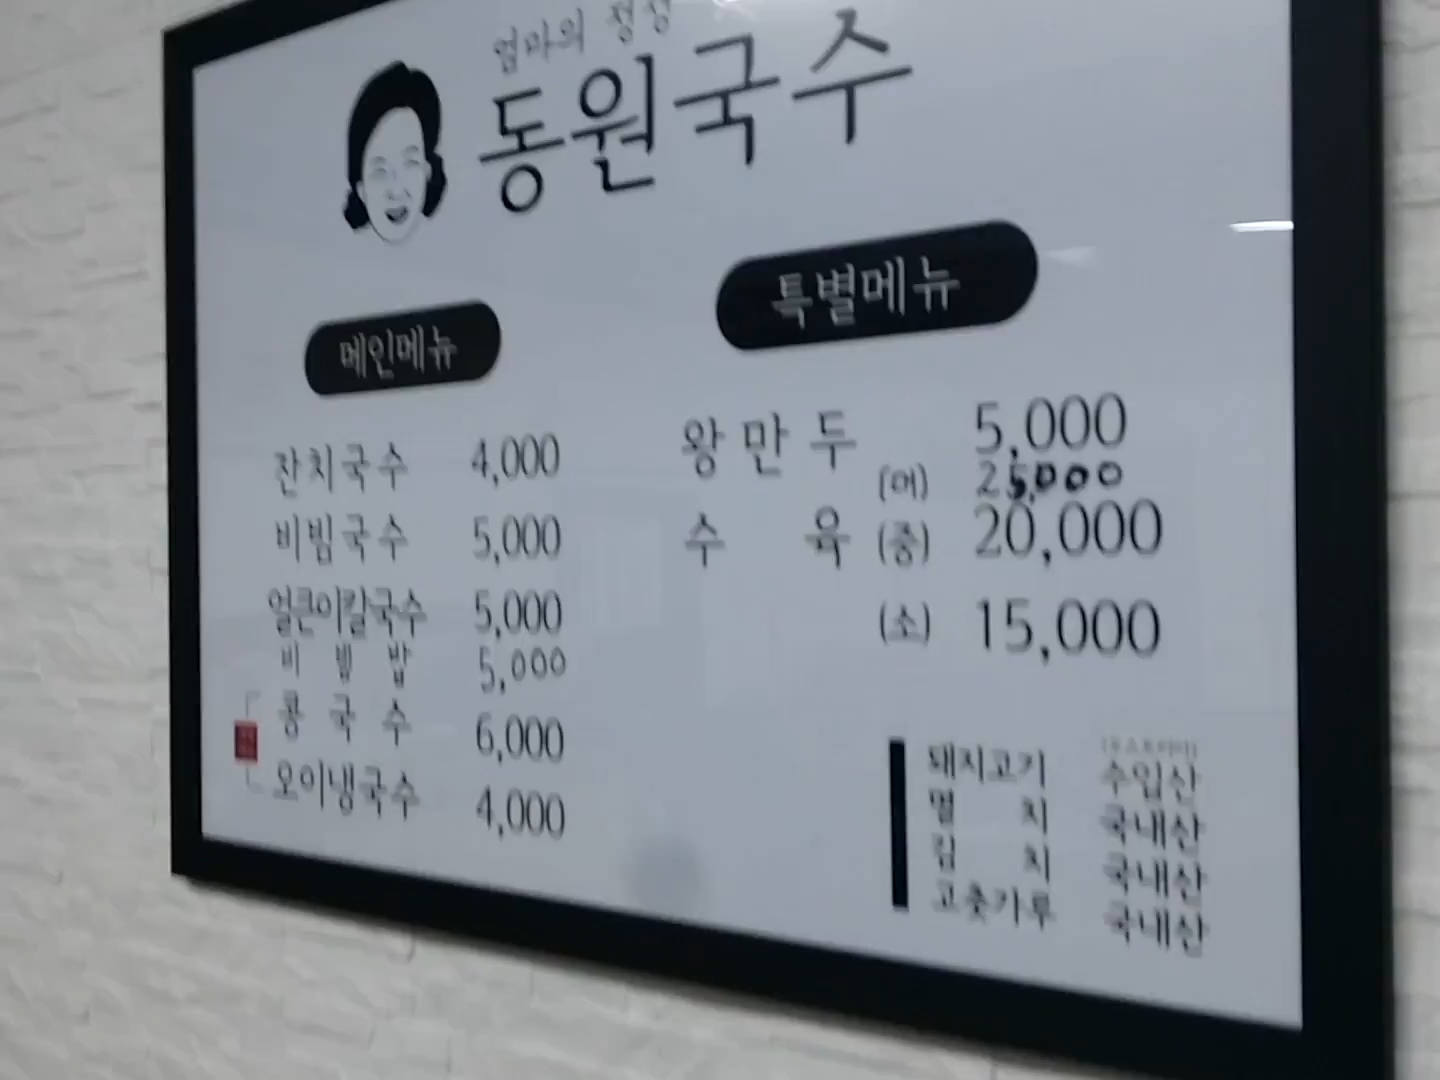 엄마의 정성
동원국수
메인메뉴
잔치국수 4,000
비빔국수 5,000
얼큰이칼국수 5,000
비 빔 밥 5,000
콩 국 수 6,000
오이냉국수 4,000
특별메뉴
왕 만 두 5,000
(대) 25,000
수 육 (중) 20,000
(소) 15,000
돼지고기 수입산
멸 치 국내산
김 치 국내산
고춧가루 국내산